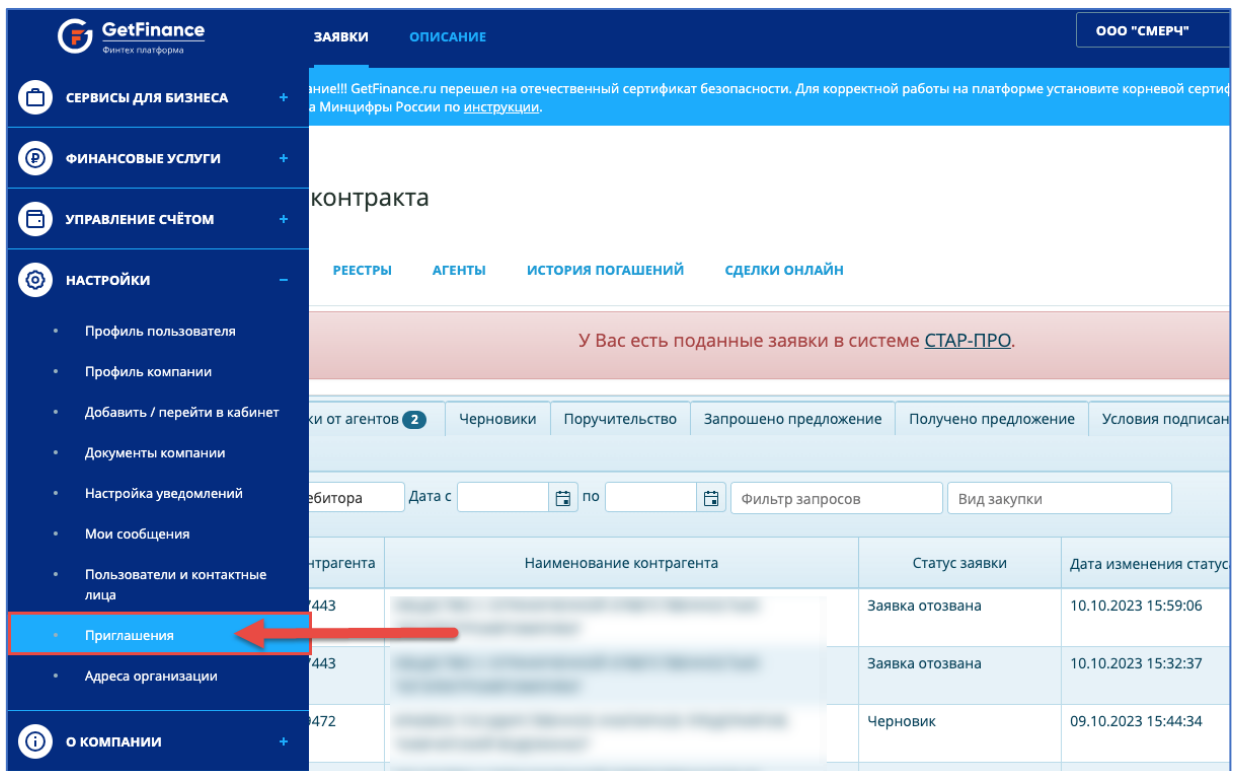 GetFinance
Финтех платформа
ЗАЯВКИ
ОПИСАНИЕ
ООО "СМЕРЧ"
СЕРВИСЫ ДЛЯ БИЗНЕСА +
ание!!! GetFinance.ru перешел на отечественный сертификат безопасности. Для корректной работы на платформе установите корневой серти
а Минцифры России по инструкции.
ФИНАНСОВЫЕ УСЛУГИ +
контракта
УПРАВЛЕНИЕ СЧЁТОМ +
НАСТРОЙКИ –
РЕЕСТРЫ
АГЕНТЫ
ИСТОРИЯ ПОГАШЕНИЙ
СДЕЛКИ ОНЛАЙН
Профиль пользователя
У Вас есть поданные заявки в системе СТАР-ПРО.
Профиль компании
Добавить / перейти в кабинет
ки от агентов 2
Черновики
Поручительство
Запрошено предложение
Получено предложение
Условия подписан
Документы компании
Настройка уведомлений
ебитора
Дата с
по
Фильтр запросов
Вид закупки
Мои сообщения
нтрагента
Наименование контрагента
Статус заявки
Дата изменения статус
Пользователи и контактные
лица
7443
Заявка отозвана
10.10.2023 15:59:06
Приглашения
7443
Заявка отозвана
10.10.2023 15:32:37
Адреса организации
9472
Черновик
09.10.2023 15:44:34
О КОМПАНИИ +